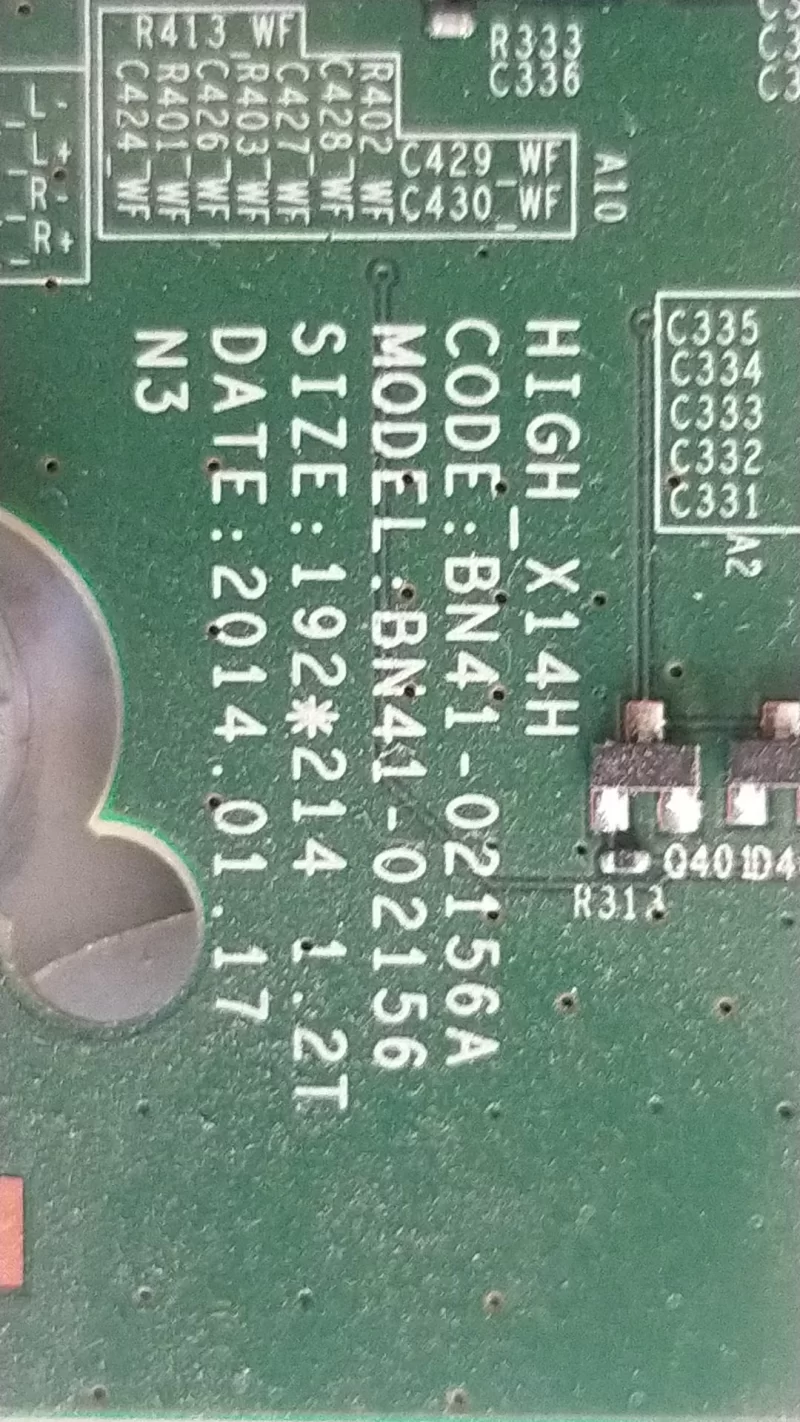 R413_WF
R402_WF
C428_WF
C427_WF
R403_WF
C426_WF
R401_WF
C424_WF
C429_WF
C430_WF
R333
C336
A10
L-
L+
R-
R+
C335
C334
C333
C332
C331
A2
HIGH_X14H
CODE:BN41-02156A
MODEL:BN41-02156
SIZE:192*214 1.2T
DATE:2014.01.17
N3
Q401
R313